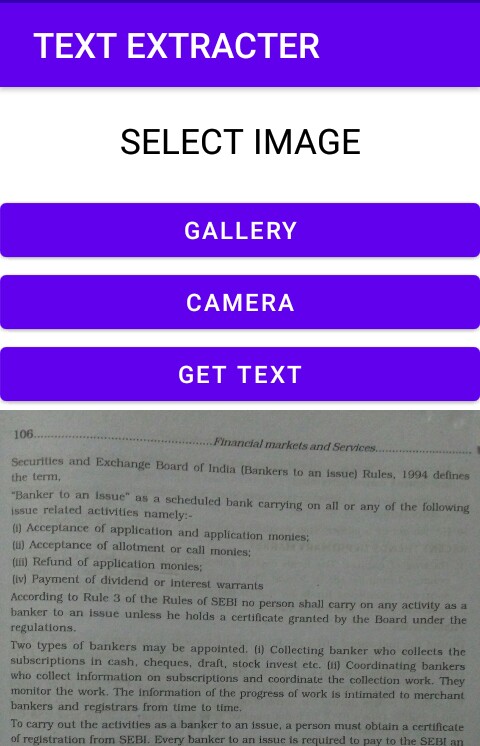 TEXT EXTRACTER
SELECT IMAGE
GALLERY
CAMERA
GET TEXT
106............................................Financial markets and Services........................
Securities and Exchange Board of India (Bankers to an issue) Rules, 1994 defines
the term,
"Banker to an issue" as a scheduled bank carrying on all or any of the following
issue related activities namely:-
(i) Acceptance of application and application monies;
(ii) Acceptance of allotment or call monies;
(iii) Refund of application monies;
(iv) Payment of dividend or interest warrants
According to Rule 3 of the Rules of SEBI no person shall carry on any activity as a
banker to an issue unless he holds a certificate granted by the Board under the
regulations.
Two types of bankers may be appointed. (i) Collecting banker who collects the
subscriptions in cash, cheques, draft, stock invest etc. (ii) Coordinating bankers
who collect information on subscriptions and coordinate the collection work. They
monitor the work. The information of the progress of work is intimated to merchant
bankers and registrars from time to time.
To carry out the activities as a banker to an issue, a person must obtain a certificate
of registration from SEBI. Every banker to an issue is required to pay to the SEBI an